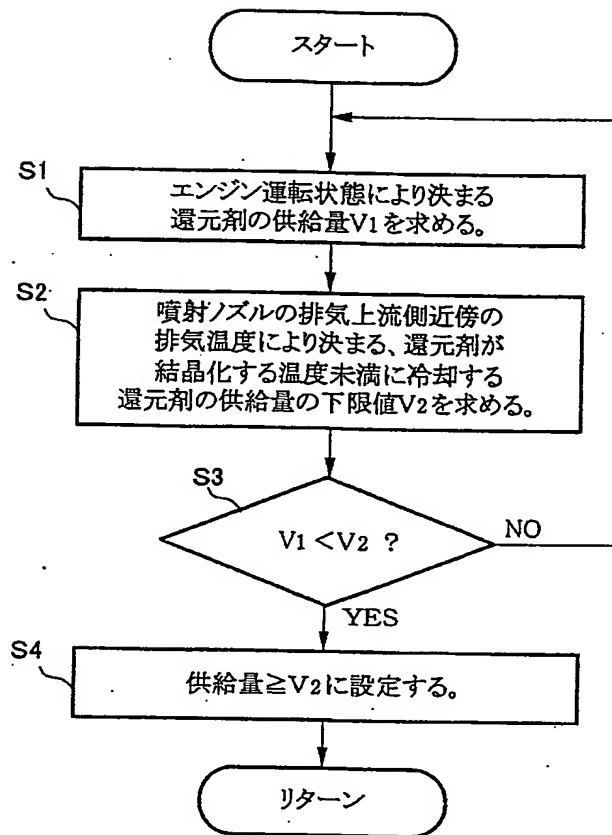 スタート
S1
エンジン運転状態により決まる
還元剤の供給量V1を求める。
S2
噴射ノズルの排気上流側近傍の
排気温度により決まる、還元剤が
結晶化する温度未満に冷却する
還元剤の供給量の下限値V2を求める。
S3
V1<V2 ?
NO
YES
S4
供給量≧V2に設定する。
リターン